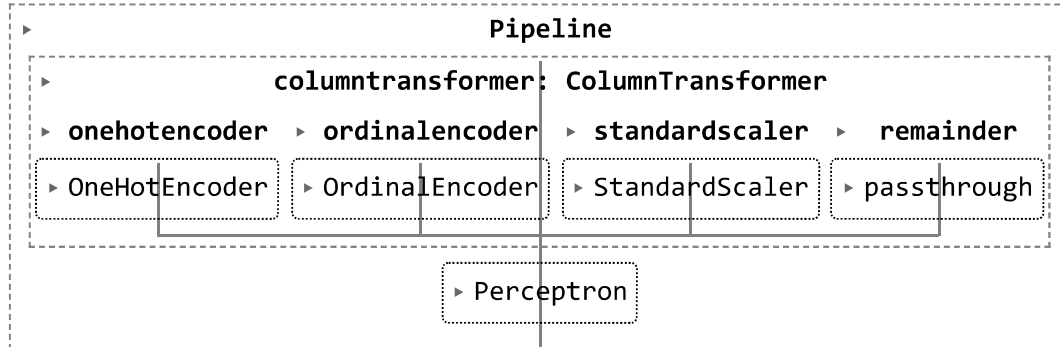 Pipeline
columntransformer: ColumnTransformer
onehotencoder ordinalencoder standardscaler remainder
OneHotEncoder OrdinalEncoder StandardScaler passthrough
Perceptron